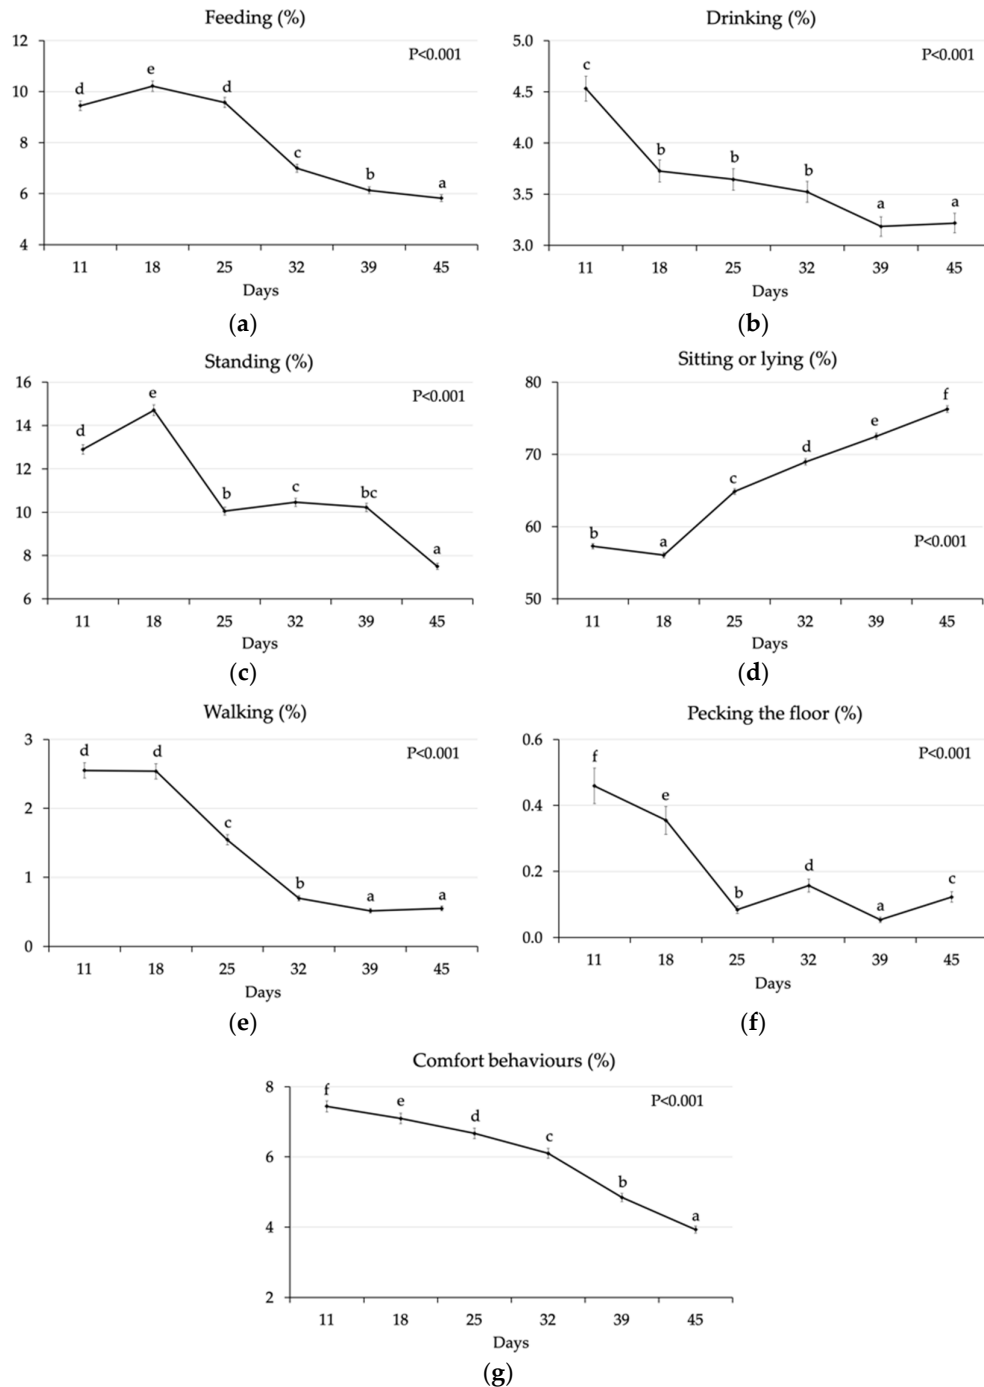 Feeding (%)
12
P<0.001
10
8
6
4
d
e
d
c
b
a
11 18 25 32 39 45
Days
(a)
Drinking (%)
5.0
P<0.001
4.5
4.0
3.5
3.0
c
b
b
b
a
a
11 18 25 32 39 45
Days
(b)
Standing (%)
16
P<0.001
14
12
10
8
6
d
e
b
c
bc
a
11 18 25 32 39 45
Days
(c)
Sitting or lying (%)
80
70
60
50
P<0.001
b
a
c
d
e
f
11 18 25 32 39 45
Days
(d)
Walking (%)
3
P<0.001
2
1
0
d
d
c
b
a
a
11 18 25 32 39 45
Days
(e)
Pecking the floor (%)
0.6
P<0.001
0.4
0.2
0.0
f
e
b
d
a
c
11 18 25 32 39 45
Days
(f)
Comfort behaviours (%)
8
P<0.001
6
4
2
f
e
d
c
b
a
11 18 25 32 39 45
Days
(g)